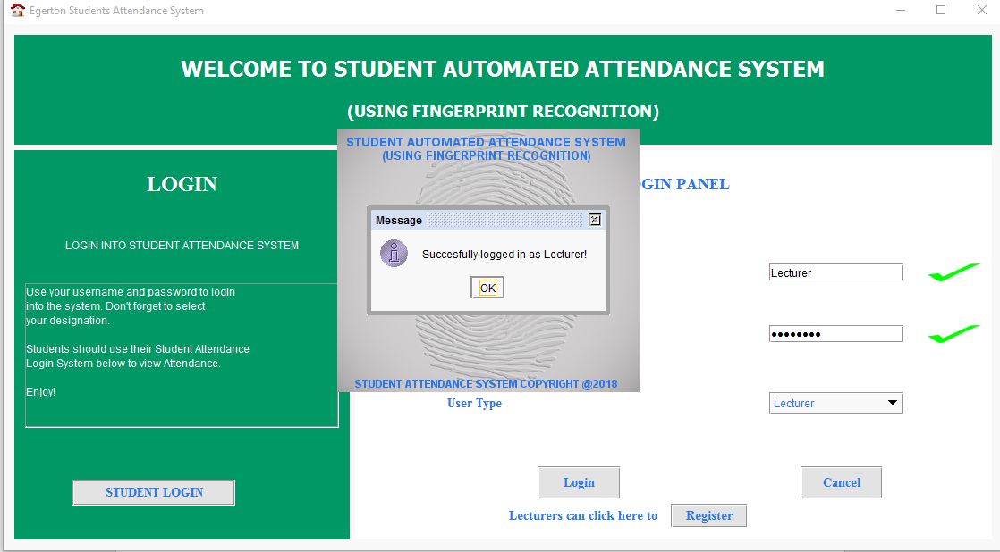 Egerton Students Attendance System
WELCOME TO STUDENT AUTOMATED ATTENDANCE SYSTEM
(USING FINGERPRINT RECOGNITION)
LOGIN
LOGIN INTO STUDENT ATTENDANCE SYSTEM
Use your username and password to login
into the system. Don't forget to select
your designation.
Students should use their Student Attendance
Login System below to view Attendance.
Enjoy!
STUDENT LOGIN
STUDENT AUTOMATED ATTENDANCE SYSTEM
(USING FINGERPRINT RECOGNITION)
Message
Succesfully logged in as Lecturer!
OK
STUDENT ATTENDANCE SYSTEM COPYRIGHT @2018
PANEL
Lecturer
••••••••
User Type
Lecturer
Login
Cancel
Lecturers can click here to
Register